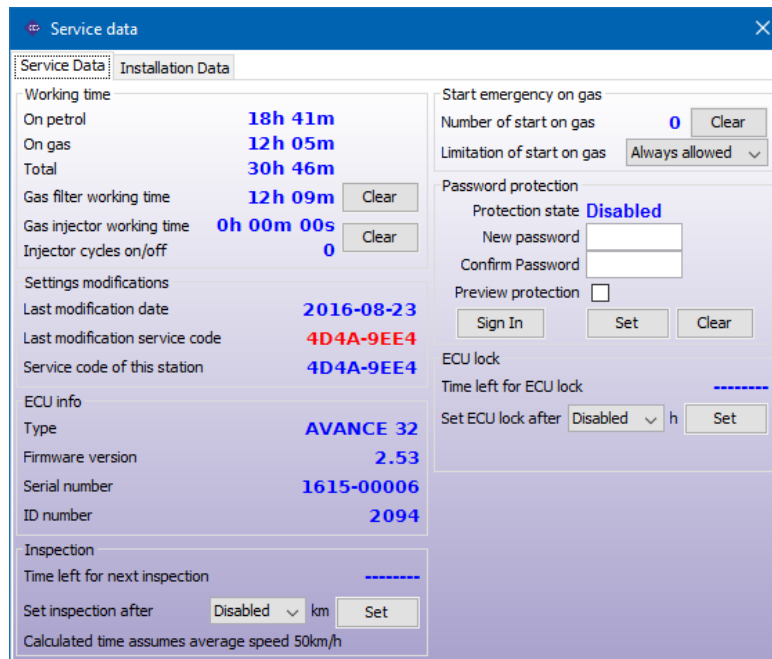 Service data
Service Data Installation Data
Working time
On petrol 18h 41m
On gas 12h 05m
Total 30h 46m
Gas filter working time 12h 09m Clear
Gas injector working time 0h 00m 00s
Clear
Injector cycles on/off 0
Settings modifications
Last modification date 2016-08-23
Last modification service code 4D4A-9EE4
Service code of this station 4D4A-9EE4
ECU info
Type AVANCE 32
Firmware version 2.53
Serial number 1615-00006
ID number 2094
Inspection
Time left for next inspection --------
Set inspection after Disabled km Set
Calculated time assumes average speed 50km/h
Start emergency on gas
Number of start on gas 0 Clear
Limitation of start on gas Always allowed
Password protection
Protection state Disabled
New password
Confirm Password
Preview protection
Sign In Set Clear
ECU lock
Time left for ECU lock --------
Set ECU lock after Disabled h Set